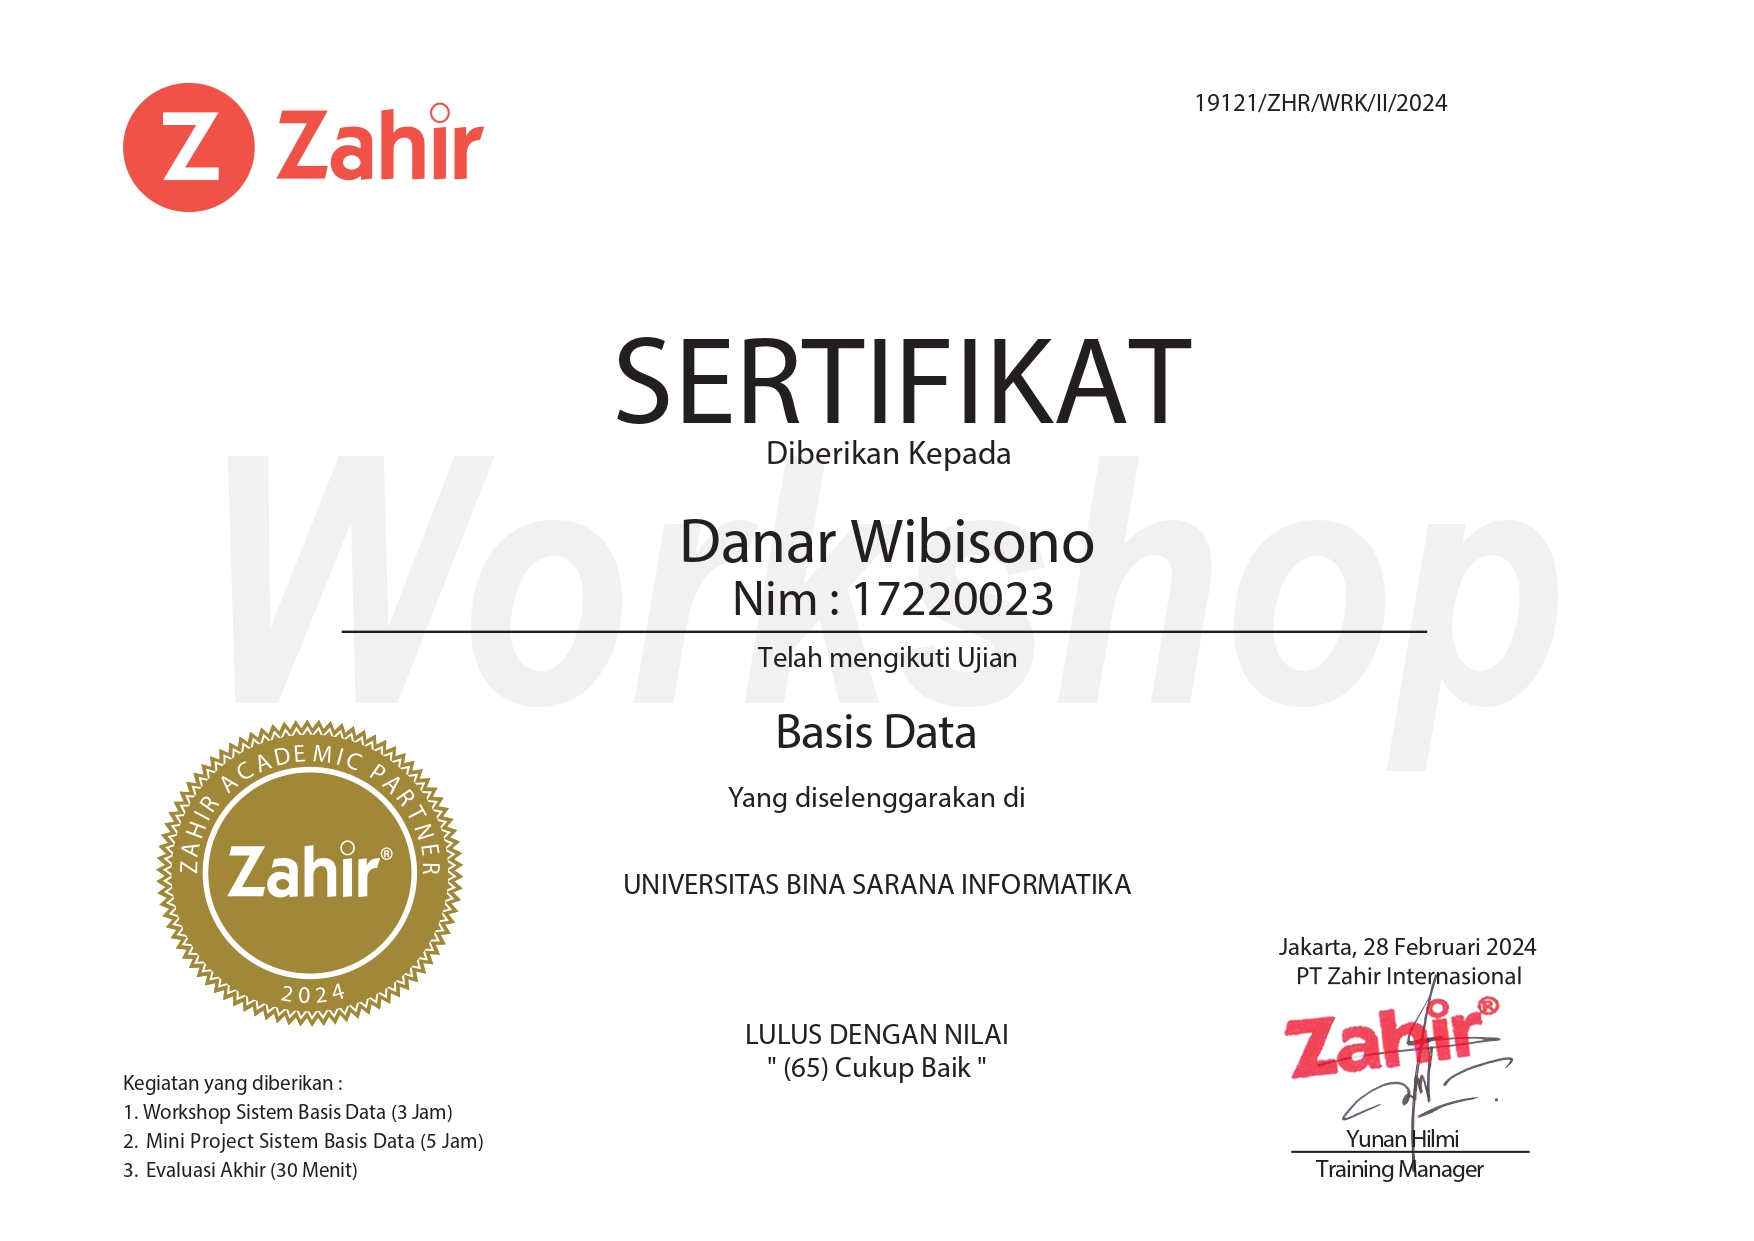 Z Zahir
19121/ZHR/WRK/II/2024
SERTIFIKAT
Diberikan Kepada
Workshop
Danar Wibisono
Nim : 17220023
Telah mengikuti Ujian
Basis Data
Yang diselenggarakan di
UNIVERSITAS BINA SARANA INFORMATIKA
ZAHIR ACADEMIC PARTNER
Zahir®
2024
LULUS DENGAN NILAI
" (65) Cukup Baik "
Kegiatan yang diberikan :
1. Workshop Sistem Basis Data (3 Jam)
2. Mini Project Sistem Basis Data (5 Jam)
3. Evaluasi Akhir (30 Menit)
Jakarta, 28 Februari 2024
PT Zahir Internasional
Zahir®
Yunan Hilmi
Training Manager